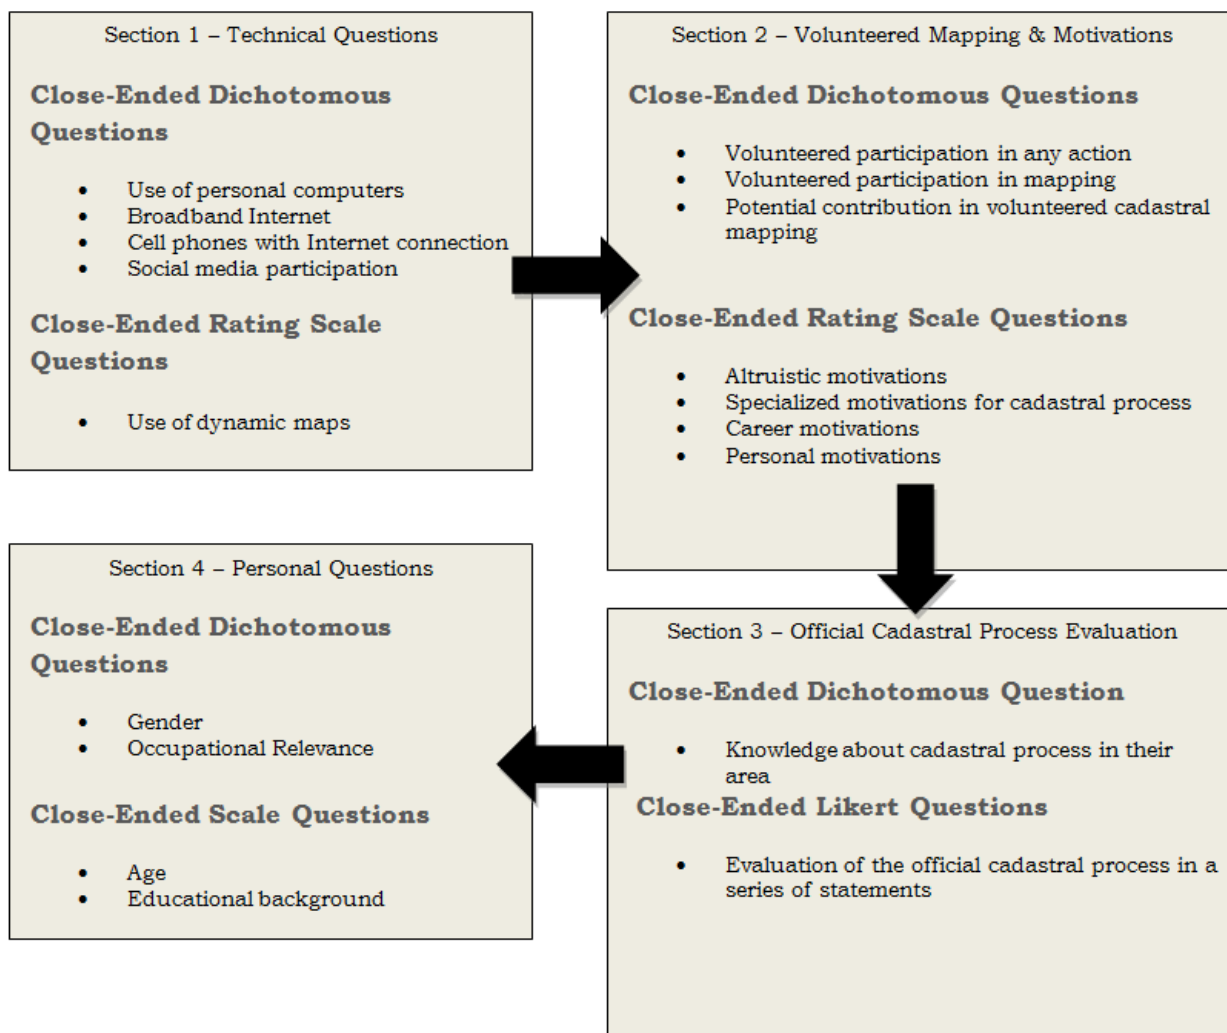 Section 1 – Technical Questions
Close-Ended Dichotomous
Questions
• Use of personal computers
• Broadband Internet
• Cell phones with Internet connection
• Social media participation
Close-Ended Rating Scale
Questions
• Use of dynamic maps
Section 2 – Volunteered Mapping & Motivations
Close-Ended Dichotomous Questions
• Volunteered participation in any action
• Volunteered participation in mapping
• Potential contribution in volunteered cadastral
mapping
Close-Ended Rating Scale Questions
• Altruistic motivations
• Specialized motivations for cadastral process
• Career motivations
• Personal motivations
Section 3 – Official Cadastral Process Evaluation
Close-Ended Dichotomous Question
• Knowledge about cadastral process in their
area
Close-Ended Likert Questions
• Evaluation of the official cadastral process in a
series of statements
Section 4 – Personal Questions
Close-Ended Dichotomous
Questions
• Gender
• Occupational Relevance
Close-Ended Scale Questions
• Age
• Educational background